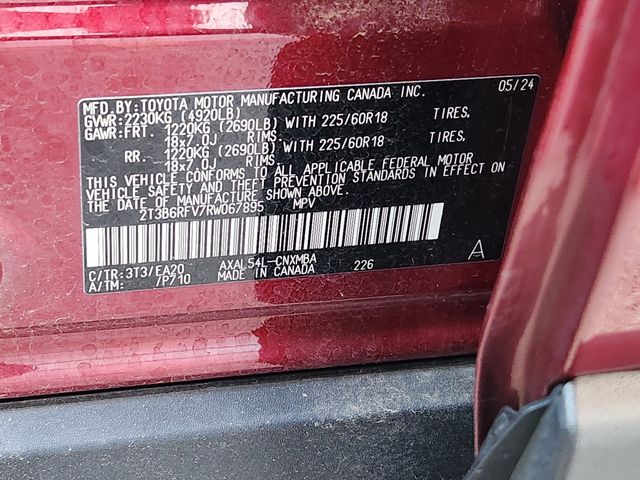 MFD. BY: TOYOTA MOTOR MANUFACTURING CANADA INC. 05/24
GVWR: 2230KG (4920LB)
GAWR: FRT. 1220KG (2690LB) WITH 225/60R18 TIRES,
18x7.0J RIMS
RR. 1220KG (2690LB) WITH 225/60R18 TIRES,
18x7.0J RIMS
THIS VEHICLE CONFORMS TO ALL APPLICABLE FEDERAL MOTOR
VEHICLE SAFETY AND THEFT PREVENTION STANDARDS IN EFFECT ON
THE DATE OF MANUFACTURE SHOWN ABOVE.
2T3B6RFV7RW067895 MPV
C/TR: 3T3/EA20 AXAL54L-CNXMBA 226
A/TM: /P710 MADE IN CANADA
A